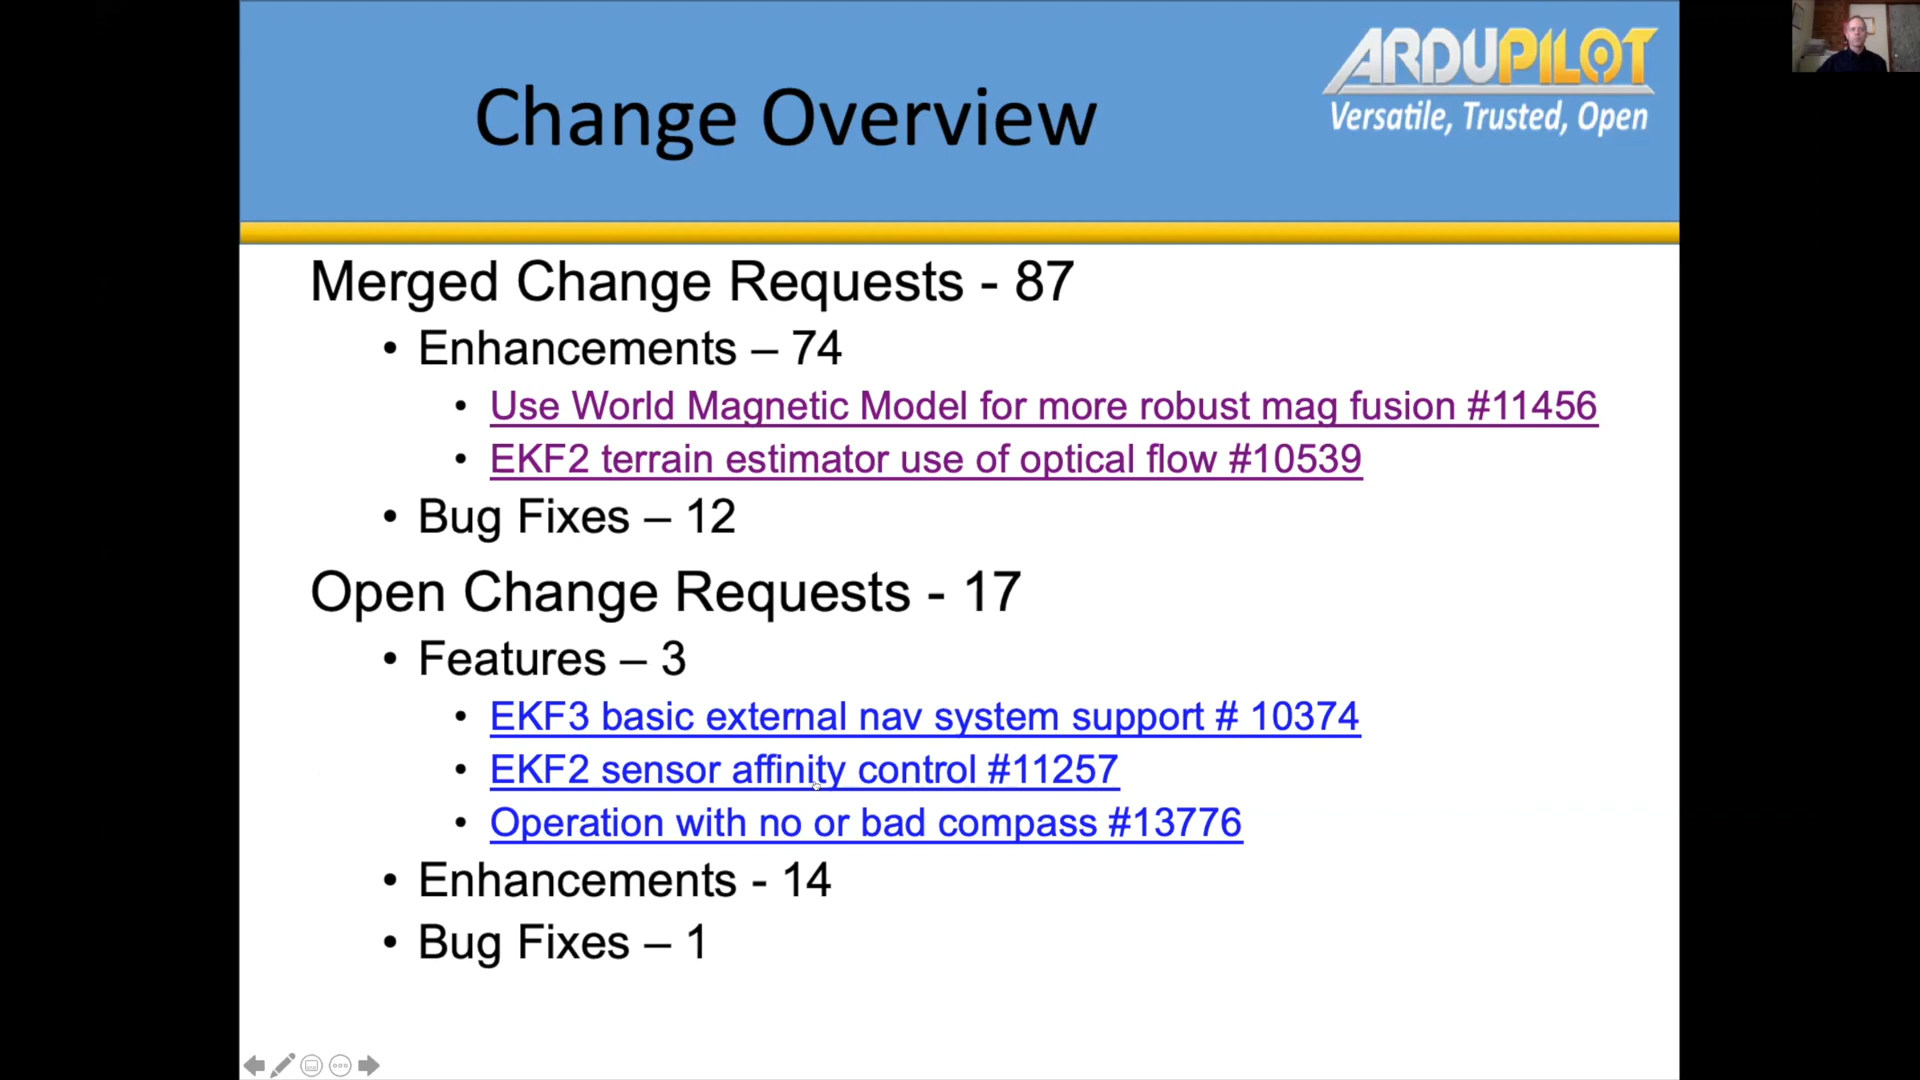 Change Overview
ARDUPILOT
Versatile, Trusted, Open
Merged Change Requests - 87
• Enhancements – 74
• Use World Magnetic Model for more robust mag fusion #11456
• EKF2 terrain estimator use of optical flow #10539
• Bug Fixes – 12
Open Change Requests - 17
• Features – 3
• EKF3 basic external nav system support # 10374
• EKF2 sensor affinity control #11257
• Operation with no or bad compass #13776
• Enhancements - 14
• Bug Fixes – 1